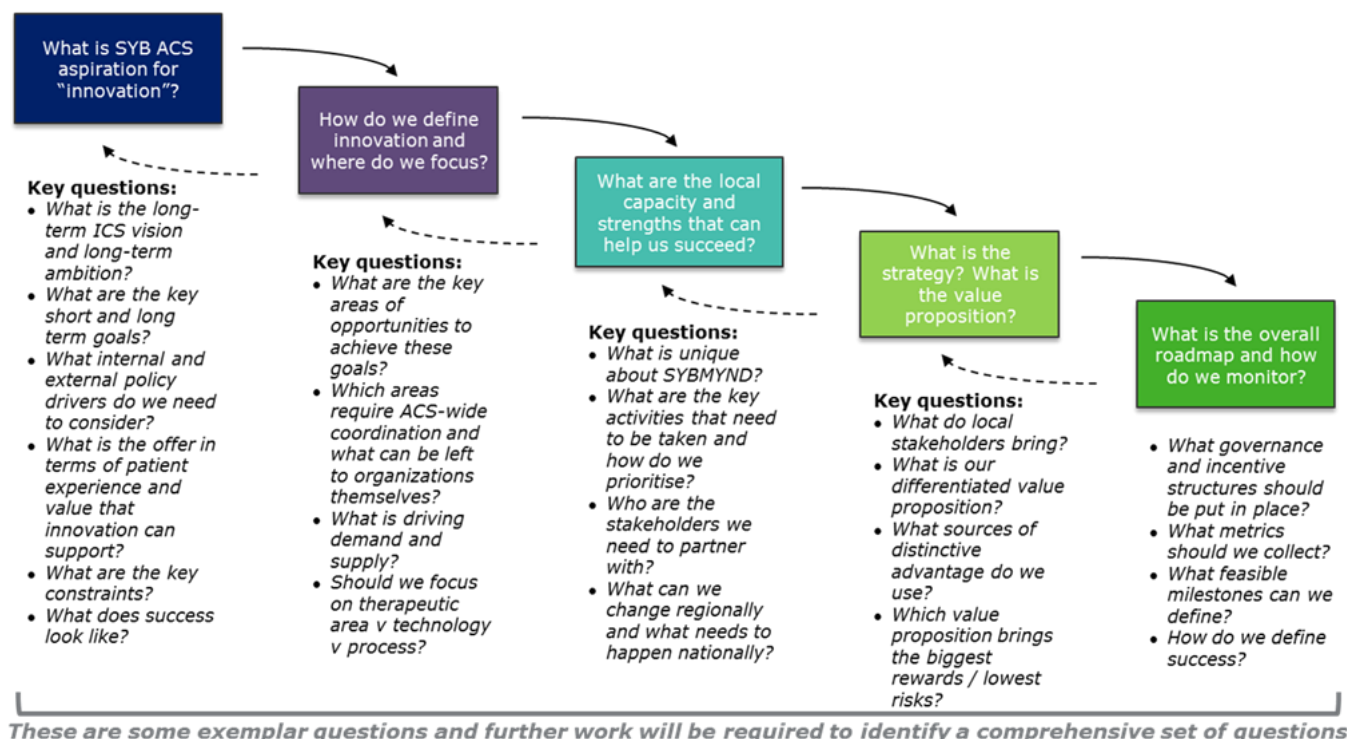 What is SYB ACS
aspiration for
“innovation”?
Key questions:
• What is the long-
term ICS vision
and long-term
ambition?
• What are the key
short and long
term goals?
• What internal and
external policy
drivers do we need
to consider?
• What is the offer in
terms of patient
experience and
value that
innovation can
support?
• What are the key
constraints?
• What does success
look like?
How do we define
innovation and
where do we focus?
Key questions:
• What are the key
areas of
opportunities to
achieve these
goals?
• Which areas
require ACS-wide
coordination and
what can be left
to organizations
themselves?
• What is driving
demand and
supply?
• Should we focus
on therapeutic
area v technology
v process?
What are the local
capacity and
strengths that can
help us succeed?
Key questions:
• What is unique
about SYBMYND?
• What are the key
activities that need
to be taken and
how do we
prioritise?
• Who are the
stakeholders we
need to partner
with?
• What can we
change regionally
and what needs to
happen nationally?
What is the
strategy? What is
the value
proposition?
Key questions:
• What do local
stakeholders bring?
• What is our
differentiated value
proposition?
• What sources of
distinctive
advantage do we
use?
• Which value
proposition brings
the biggest
rewards / lowest
risks?
What is the overall
roadmap and how
do we monitor?
• What governance
and incentive
structures should
be put in place?
• What metrics
should we collect?
• What feasible
milestones can we
define?
• How do we define
success?
These are some exemplar questions and further work will be required to identify a comprehensive set of questions